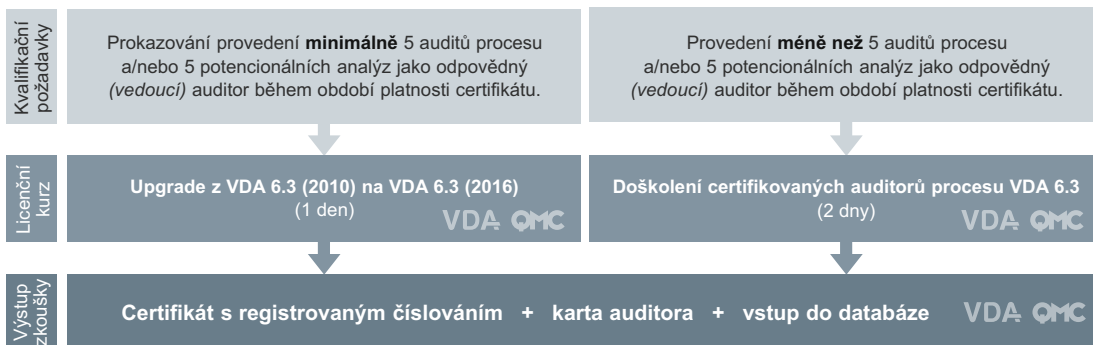 Kvalifikační
požadavky
Prokazování provedení minimálně 5 auditů procesu
a/nebo 5 potencionálních analýz jako odpovědný
(vedoucí) auditor během období platnosti certifikátu.
Provedení méně než 5 auditů procesu
a/nebo 5 potencionálních analýz jako odpovědný
(vedoucí) auditor během období platnosti certifikátu.
Licenční
kurz
Upgrade z VDA 6.3 (2010) na VDA 6.3 (2016)
(1 den)
VDA QMC
Doškolení certifikovaných auditorů procesu VDA 6.3
(2 dny)
VDA QMC
Výstup
zkoušky
Certifikát s registrovaným číslováním + karta auditora + vstup do databáze
VDA QMC